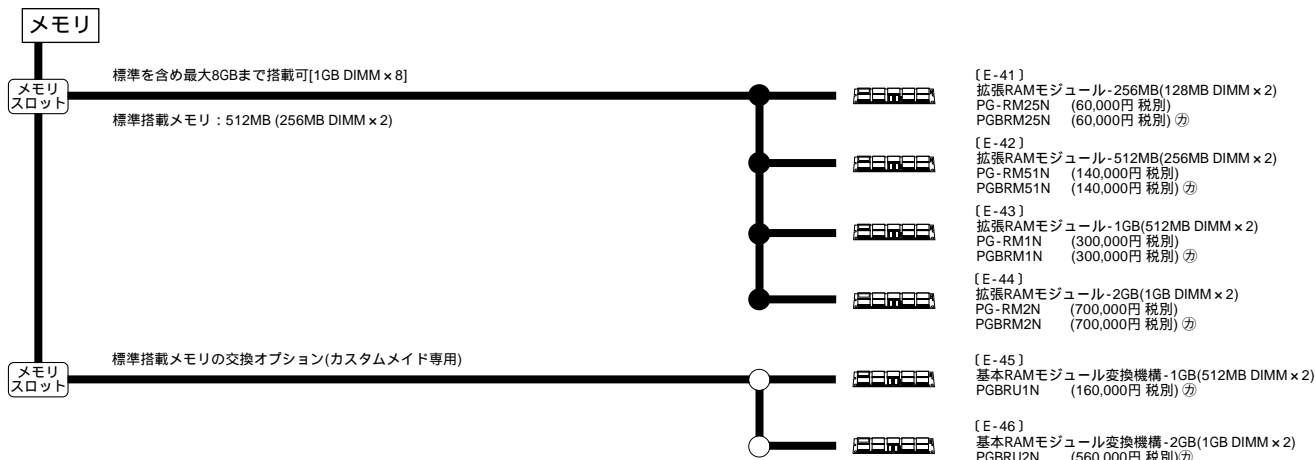 メモリ
メモリ
スロット
標準を含め最大8GBまで搭載可[1GB DIMM×8]
標準搭載メモリ：512MB (256MB DIMM×2)
〔E-41〕
拡張RAMモジュール-256MB(128MB DIMM×2)
PG-RM25N (60,000円 税別)
PGBRM25N (60,000円 税別) ㋕
〔E-42〕
拡張RAMモジュール-512MB(256MB DIMM×2)
PG-RM51N (140,000円 税別)
PGBRM51N (140,000円 税別) ㋕
〔E-43〕
拡張RAMモジュール-1GB(512MB DIMM×2)
PG-RM1N (300,000円 税別)
PGBRM1N (300,000円 税別) ㋕
〔E-44〕
拡張RAMモジュール-2GB(1GB DIMM×2)
PG-RM2N (700,000円 税別)
PGBRM2N (700,000円 税別) ㋕
メモリ
スロット
標準搭載メモリの交換オプション(カスタムメイド専用)
〔E-45〕
基本RAMモジュール変換機構-1GB(512MB DIMM×2)
PGBRU1N (160,000円 税別) ㋕
〔E-46〕
基本RAMモジュール変換機構-2GB(1GB DIMM×2)
PGBRU2N (560,000円 税別)㋕